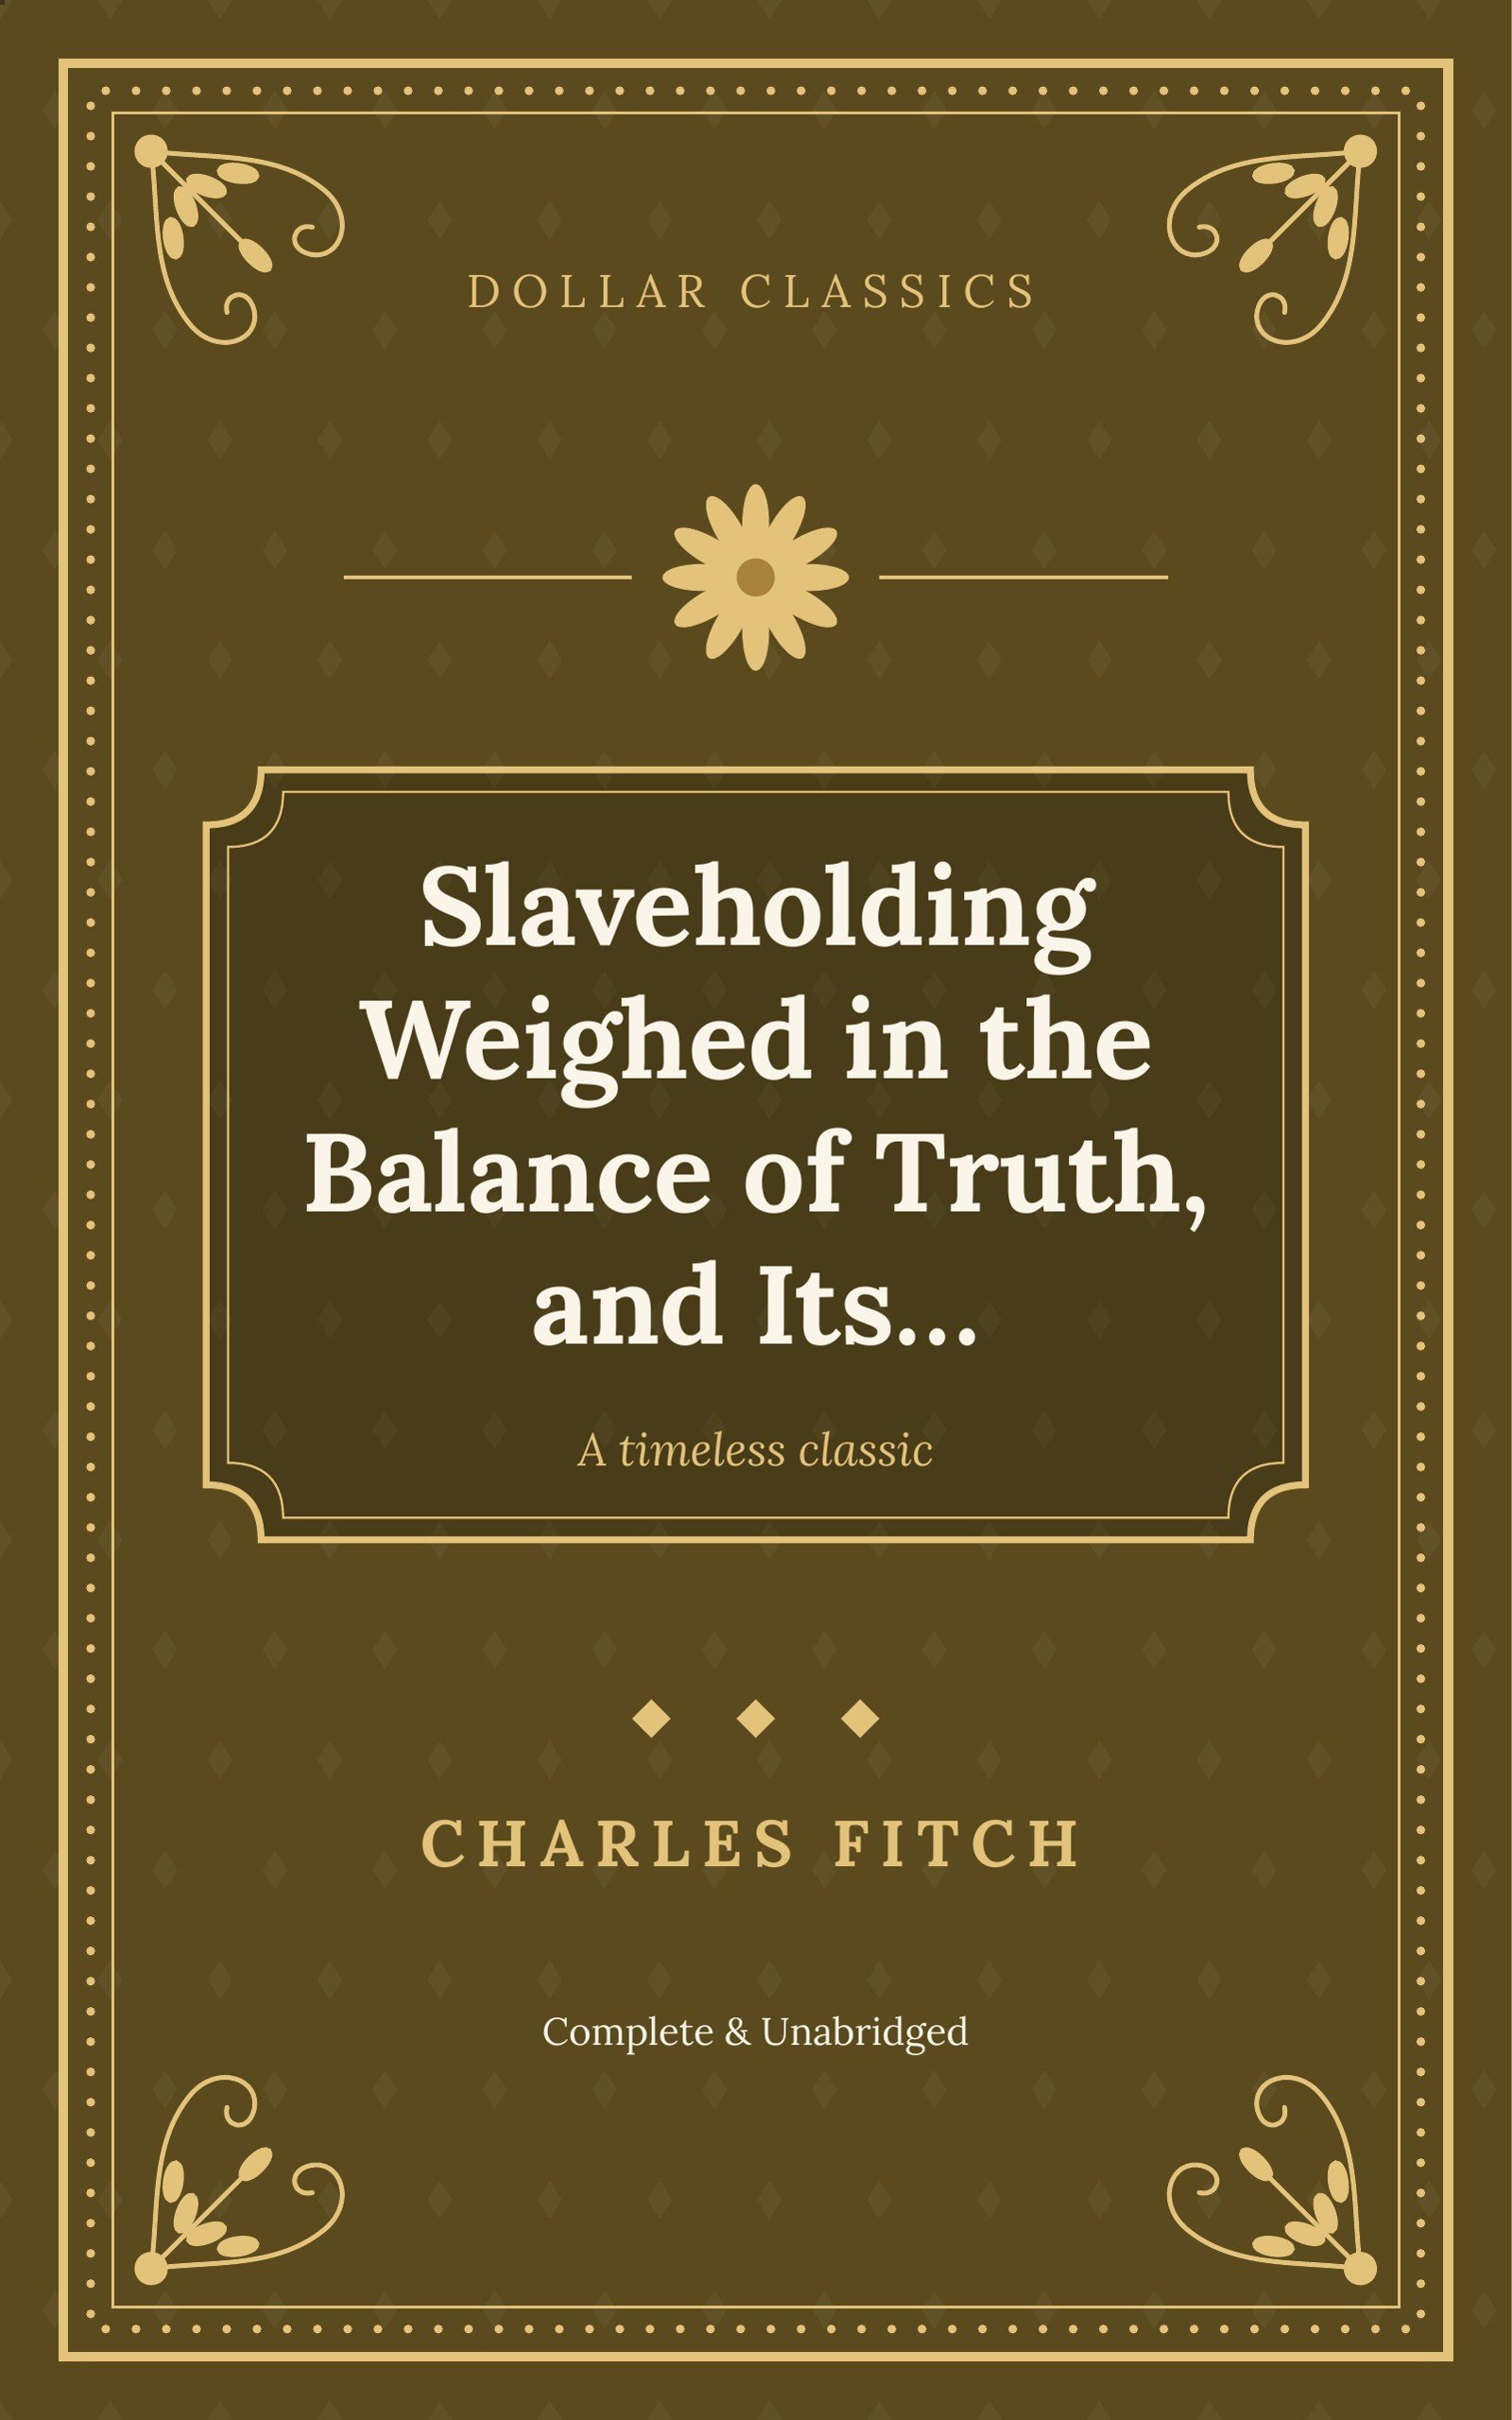 DOLLAR CLASSICS
Slaveholding
Weighed in the
Balance of Truth,
and Its...
A timeless classic
CHARLES FITCH
Complete & Unabridged